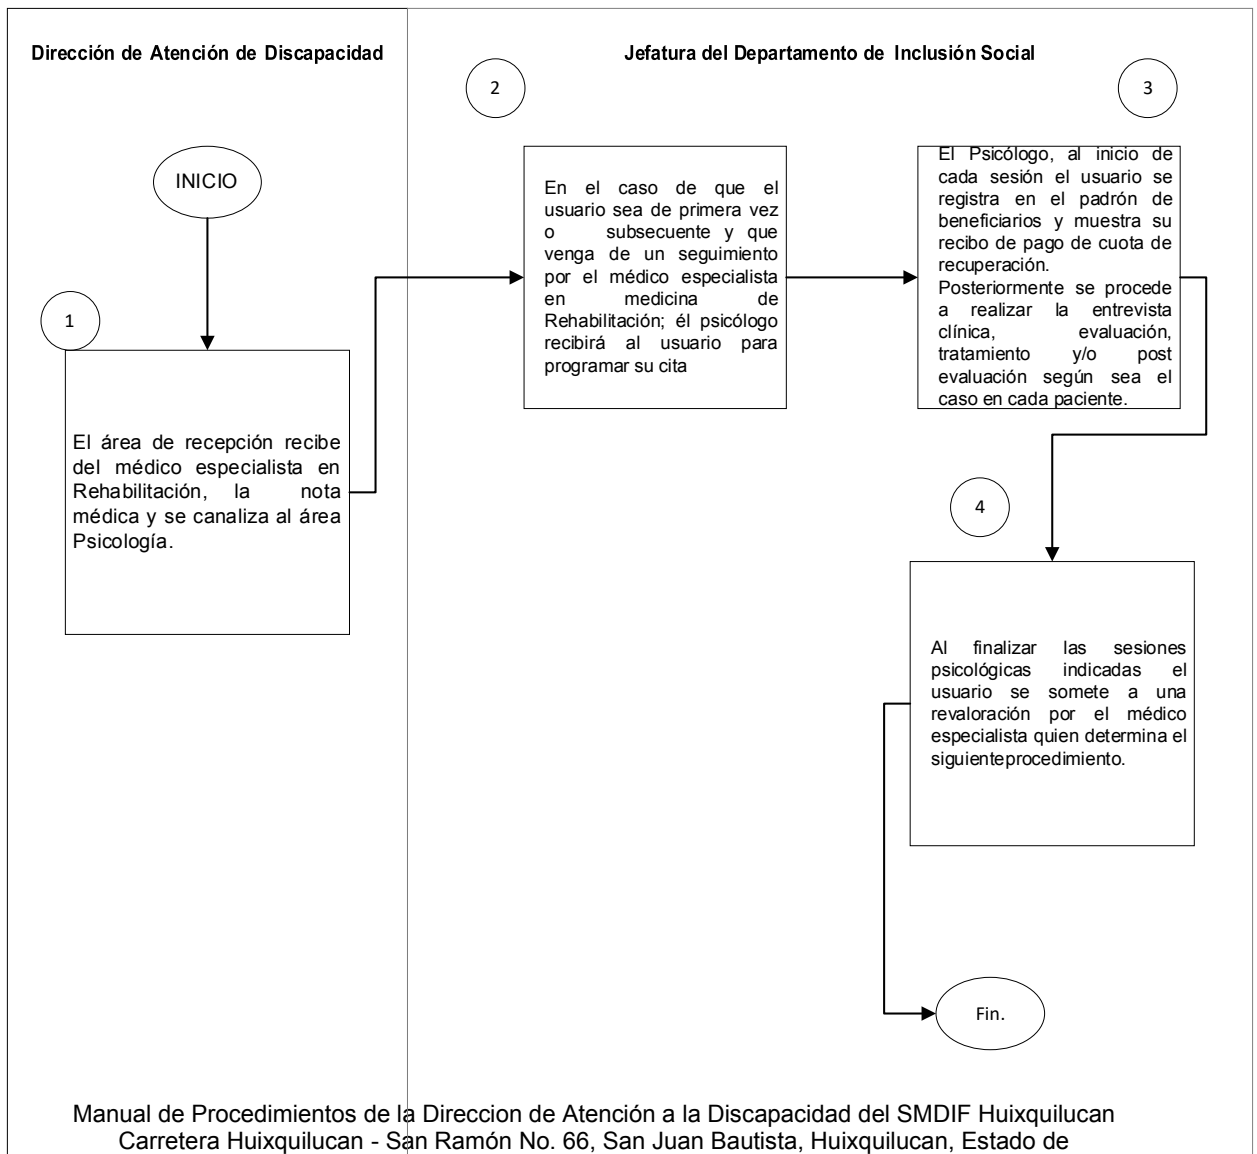 Dirección de Atención de Discapacidad
Jefatura del Departamento de Inclusión Social
2
3
INICIO
1
El área de recepción recibe
del médico especialista en
Rehabilitación, la nota
médica y se canaliza al área
Psicología.
En el caso de que el
usuario sea de primera vez
o subsecuente y que
venga de un seguimiento
por el médico especialista
en medicina de
Rehabilitación; él psicólogo
recibirá al usuario para
programar su cita
El Psicólogo, al inicio de
cada sesión el usuario se
registra en el padrón de
beneficiarios y muestra su
recibo de pago de cuota de
recuperación.
Posteriormente se procede
a realizar la entrevista
clínica, evaluación,
tratamiento y/o post
evaluación según sea el
caso en cada paciente.
4
Al finalizar las sesiones
psicológicas indicadas el
usuario se somete a una
revaloración por el médico
especialista quien determina el
siguienteprocedimiento.
Fin.
Manual de Procedimientos de la Direccion de Atención a la Discapacidad del SMDIF Huixquilucan
Carretera Huixquilucan - San Ramón No. 66, San Juan Bautista, Huixquilucan, Estado de